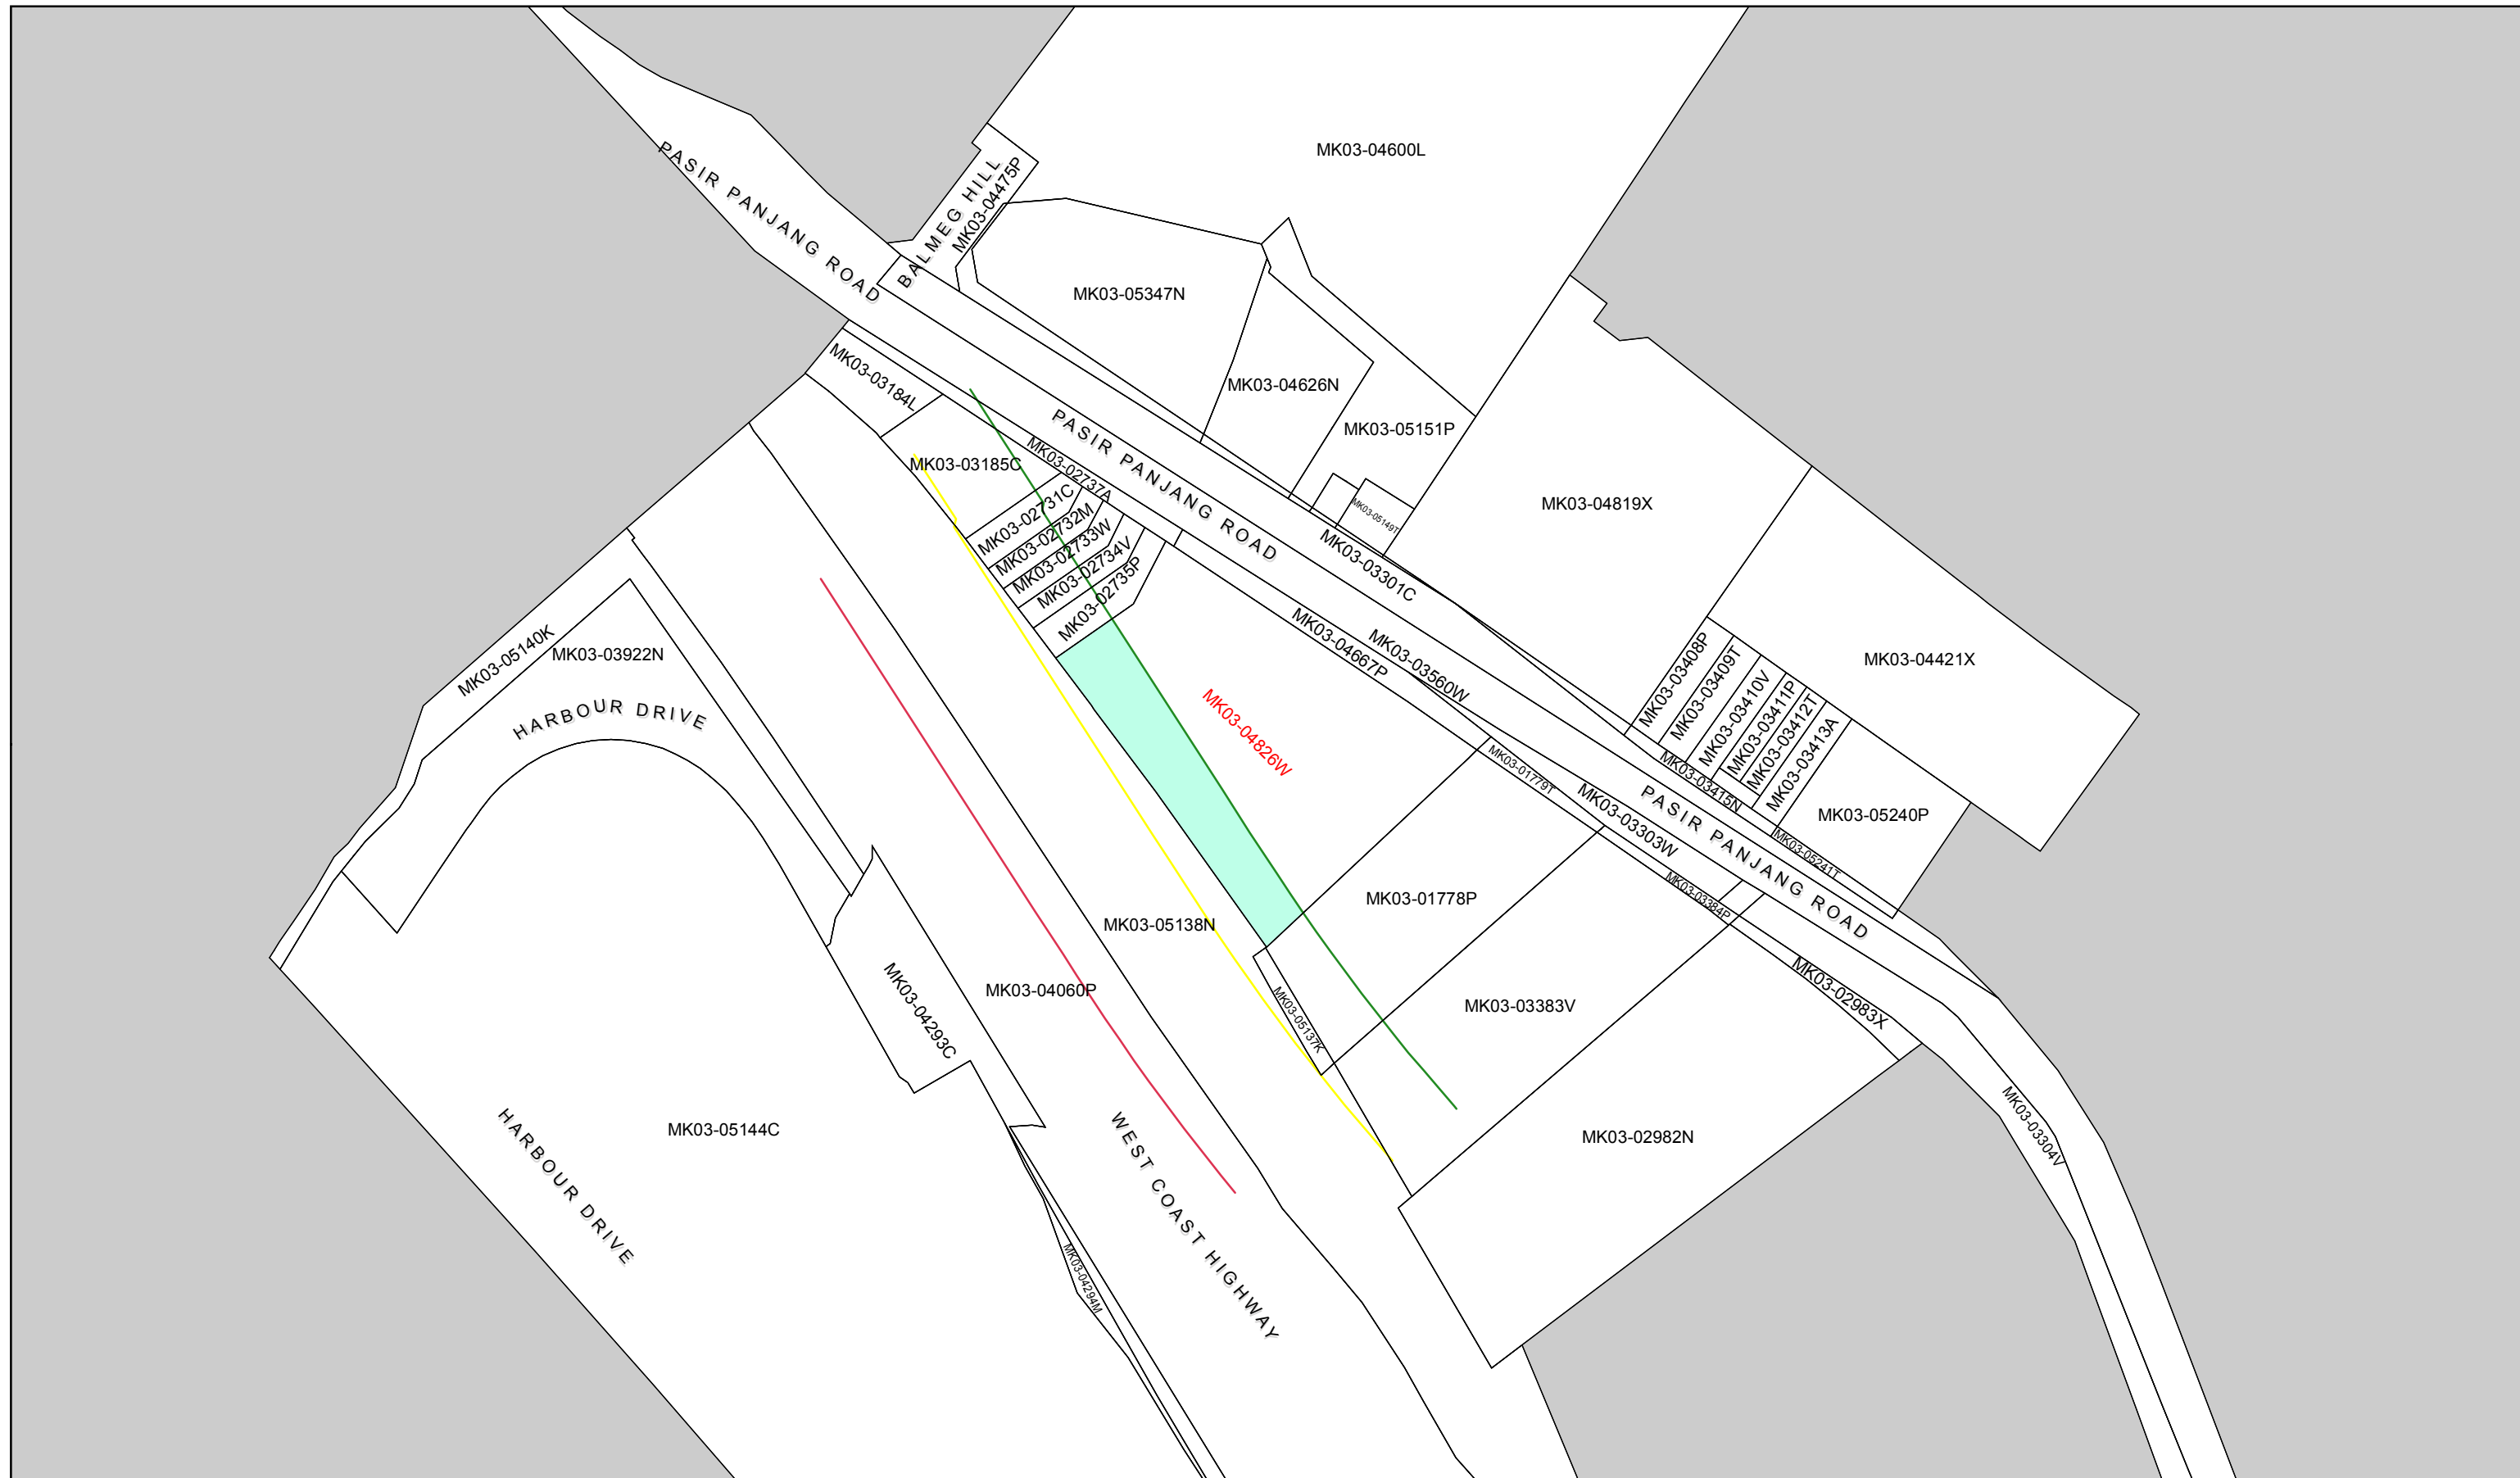 MK03-04600L
PASIR PANJANG ROAD
BALMEG HILL
MK03-04475P
MK03-05347N
MK03-04626N
MK03-05151P
MK03-03184L
MK03-03185C
MK03-02737A
PASIR PANJANG ROAD
MK03-05149T
MK03-04819X
MK03-02731C
MK03-02732M
MK03-02733W
MK03-02734V
MK03-02735P
MK03-03301C
MK03-04667P
MK03-03560W
MK03-05140K
MK03-03922N
HARBOUR DRIVE
MK03-04826W
MK03-03408P
MK03-03409T
MK03-03410V
MK03-03411P
MK03-03412T
MK03-03413A
MK03-04421X
MK03-03415N
MK03-01779T
MK03-03303W
PASIR PANJANG ROAD
MK03-05240P
MK03-05241T
MK03-01778P
MK03-03384P
MK03-05138N
MK03-04060P
MK03-04293C
MK03-05137K
MK03-03383V
MK03-02983X
MK03-05144C
HARBOUR DRIVE
WEST COAST HIGHWAY
MK03-02982N
MK03-03304V
MK03-04294M